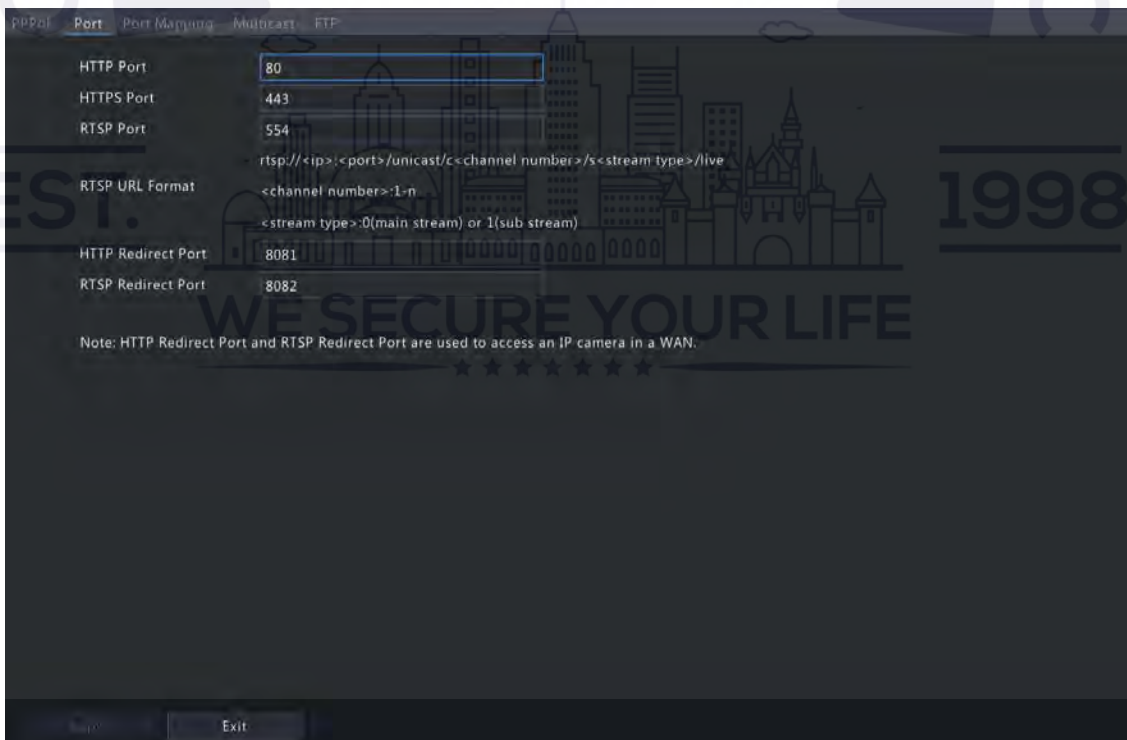 PPPoE Port Port Mapping Multicast FTP
HTTP Port 80
HTTPS Port 443
RTSP Port 554
rtsp://<ip>:<port>/unicast/c<channel number>/s<stream type>/live
RTSP URL Format
<channel number>:1-n
<stream type>:0(main stream) or 1(sub stream)
HTTP Redirect Port 8081
RTSP Redirect Port 8082
Note: HTTP Redirect Port and RTSP Redirect Port are used to access an IP camera in a WAN.
EST. 1998
WE SECURE YOUR LIFE
Exit